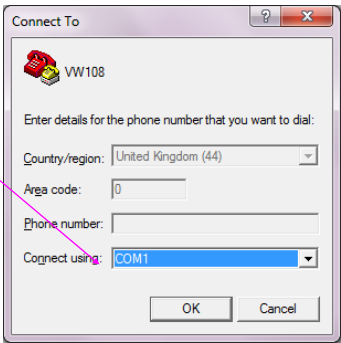 Connect To
VW108
Enter details for the phone number that you want to dial:
Country/region: United Kingdom (44)
Area code: 0
Phone number:
Connect using: COM1
OK Cancel